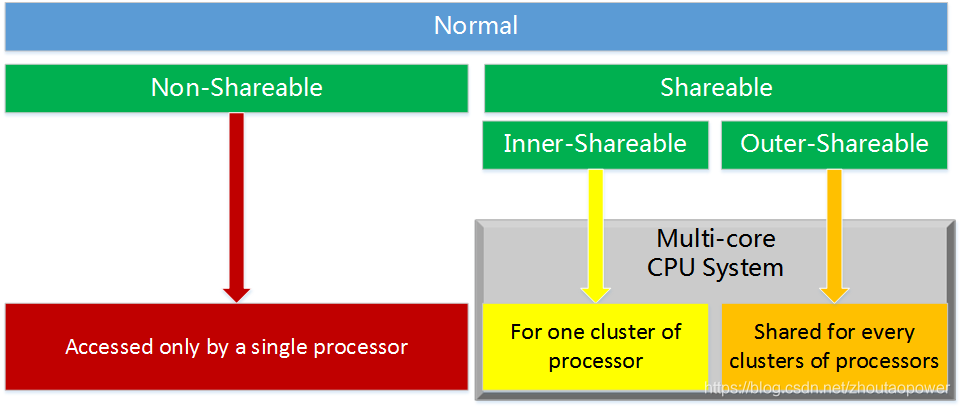 Normal
Non-Shareable
Shareable
Inner-Shareable
Outer-Shareable
Multi-core
CPU System
Accessed only by a single processor
For one cluster of
processor
Shared for every
clusters of processors
https://blog.csdn.net/zhoutaopower